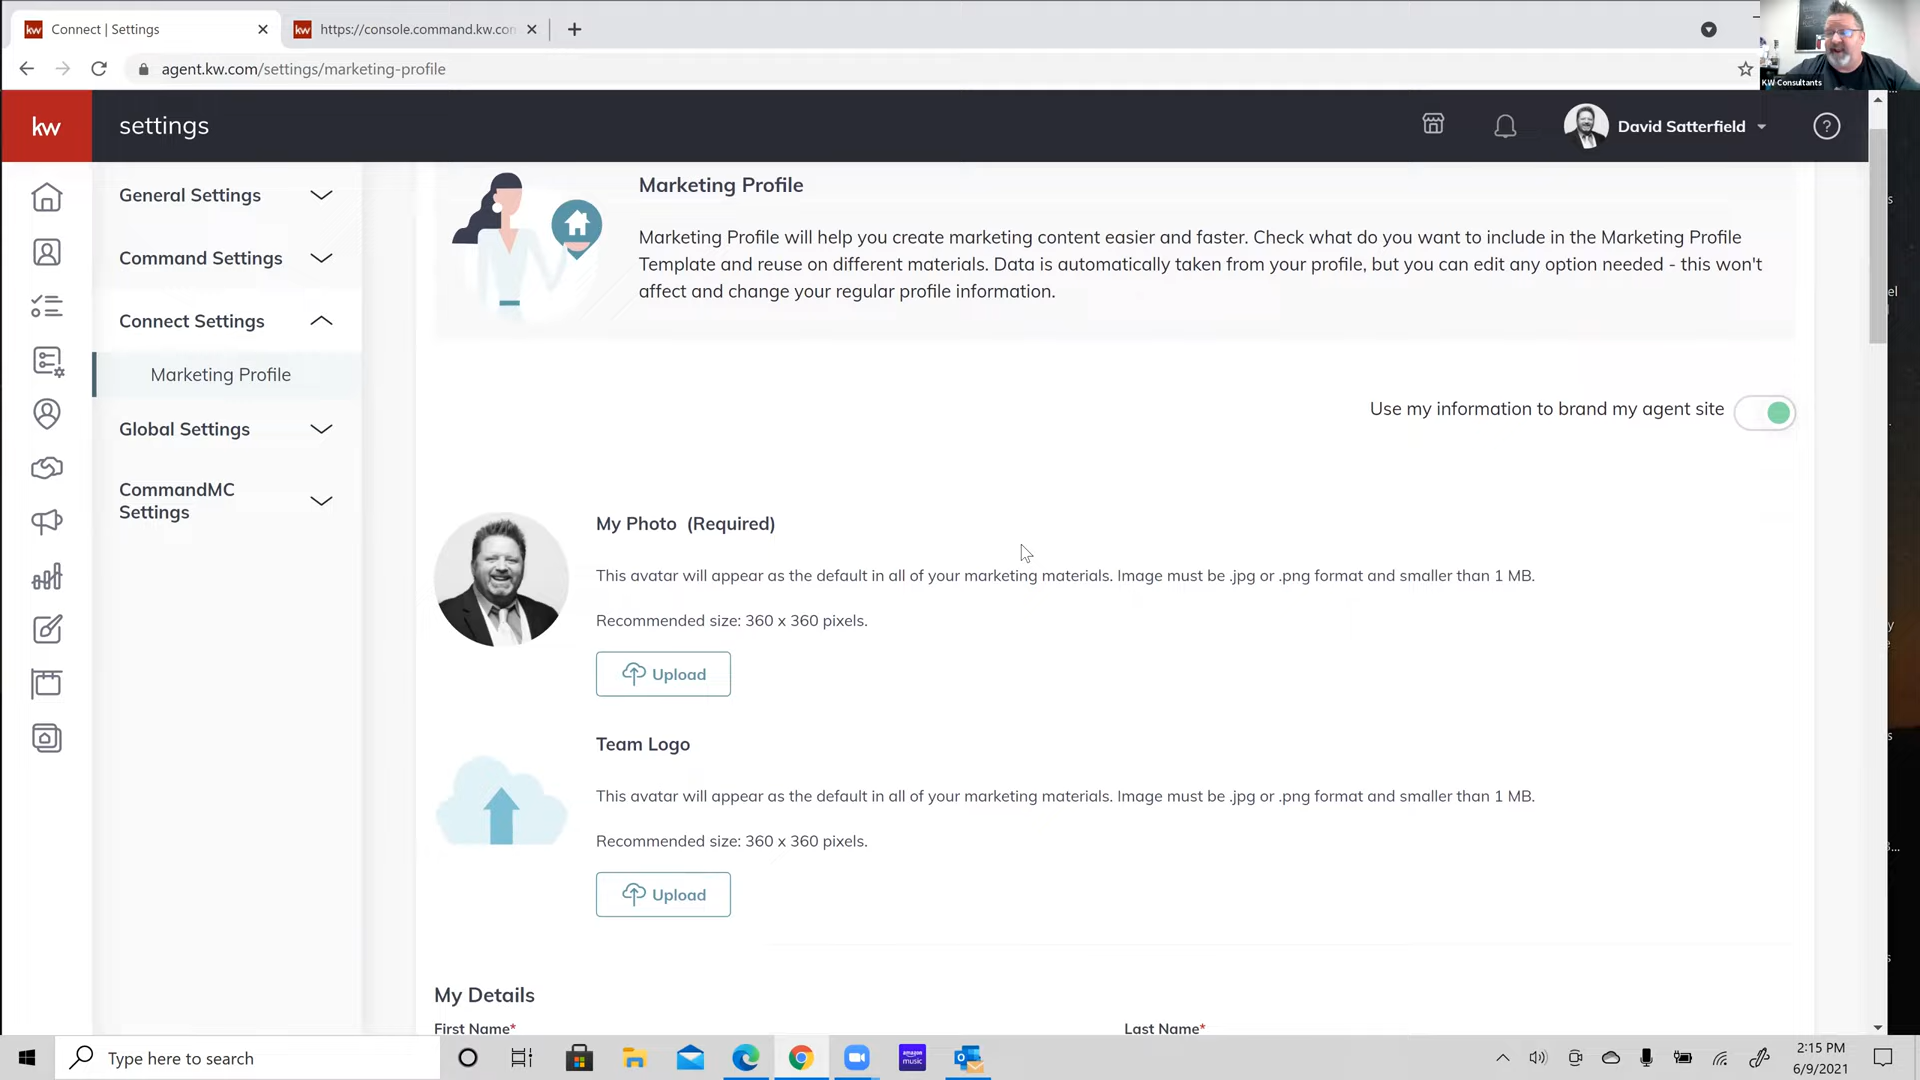 Connect | Settings
https://console.command.kw.con
agent.kw.com/settings/marketing-profile
KW Consultants
kw
settings
David Satterfield
General Settings
Command Settings
Connect Settings
Marketing Profile
Global Settings
CommandMC
Settings
Marketing Profile
Marketing Profile will help you create marketing content easier and faster. Check what do you want to include in the Marketing Profile
Template and reuse on different materials. Data is automatically taken from your profile, but you can edit any option needed - this won't
affect and change your regular profile information.
Use my information to brand my agent site
My Photo (Required)
This avatar will appear as the default in all of your marketing materials. Image must be .jpg or .png format and smaller than 1 MB.
Recommended size: 360 x 360 pixels.
Upload
Team Logo
This avatar will appear as the default in all of your marketing materials. Image must be .jpg or .png format and smaller than 1 MB.
Recommended size: 360 x 360 pixels.
Upload
My Details
First Name*
Last Name*
Type here to search
amazon
music
2:15 PM
6/9/2021